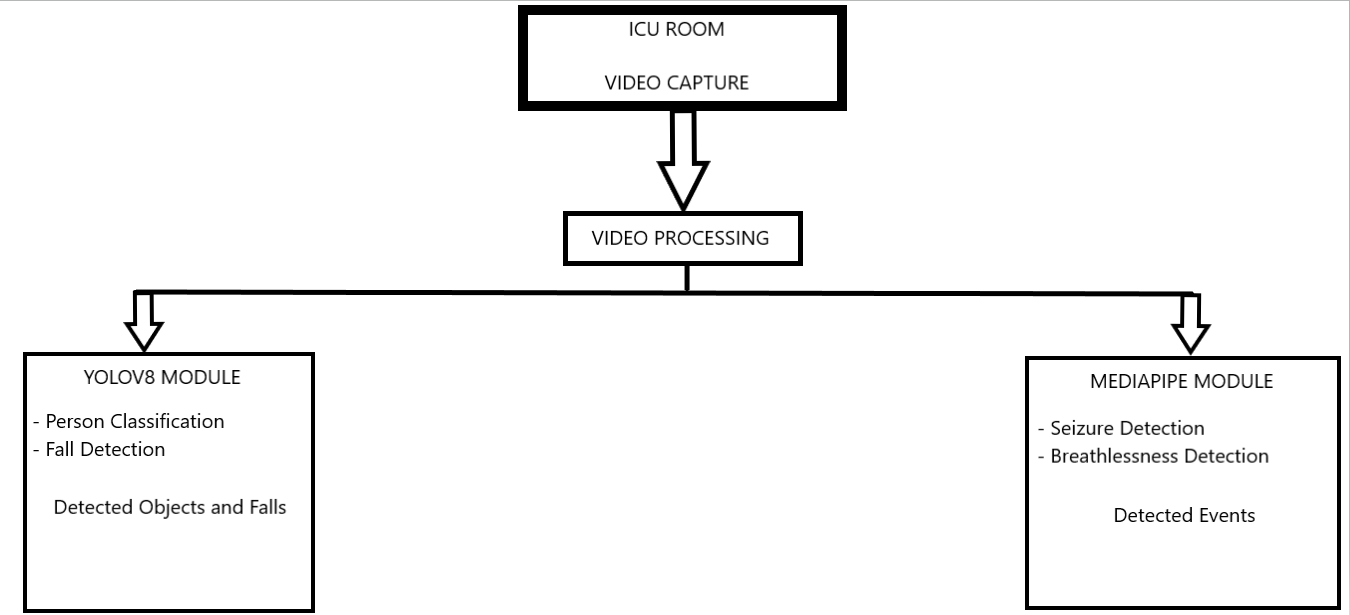 ICU ROOM
VIDEO CAPTURE
VIDEO PROCESSING
YOLOV8 MODULE
- Person Classification
- Fall Detection
Detected Objects and Falls
MEDIAPIPE MODULE
- Seizure Detection
- Breathlessness Detection
Detected Events